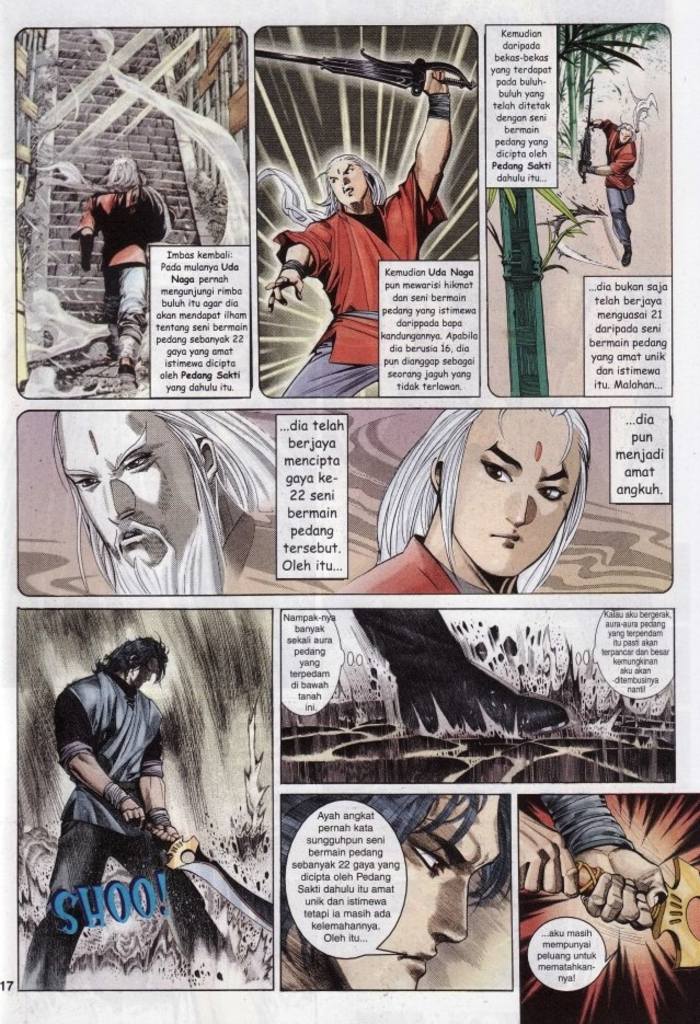 Imbas kembali:
Pada mulanya Uda
Naga pernah
mengunjungi rimba
buluh itu agar dia
akan mendapat ilham
tentang seni bermain
pedang sebanyak 22
gaya yang amat
istimewa dicipta
oleh Pedang Sakti
yang dahulu itu.
Kemudian Uda Naga
pun mewarisi hikmat
dan seni bermain
pedang yang istimewa
darippada bapa
kandungannya. Apabila
dia berusia 16, dia
pun dianggap sebagai
seorang jaguh yang
tidak terlawan.
Kemudian
daripada
bekas-bekas
yang terdapat
pada buluh-
buluh yang
telah ditetak
dengan seni
bermain
pedang yang
dicipta oleh
Pedang Sakti
dahulu itu...
...dia bukan saja
telah berjaya
menguasai 21
daripada seni
bermain pedang
yang amat unik
dan istimewa
itu. Malahan...
...dia telah
berjaya
mencipta
gaya ke-
22 seni
bermain
pedang
tersebut.
Oleh itu...
...dia
pun
menjadi
amat
angkuh.
SHOO!
Nampak-nya
banyak
sekali aura
pedang
yang
terpedam
di bawah
tanah
ini.
Kalau aku bergerak,
aura-aura pedang
yang terpendam
itu pasti akan
terpancar dan besar
kemungkinan
aku akan
-ditembusinya
nanti!
Ayah angkat
pernah kata
sungguhpun seni
bermain pedang
sebanyak 22 gaya yang
dicipta oleh Pedang
Sakti dahulu itu amat
unik dan istimewa
tetapi ia masih ada
kelemahannya.
Oleh itu...
...aku masih
mempunyai
peluang untuk
mematahkan-
nya!
17